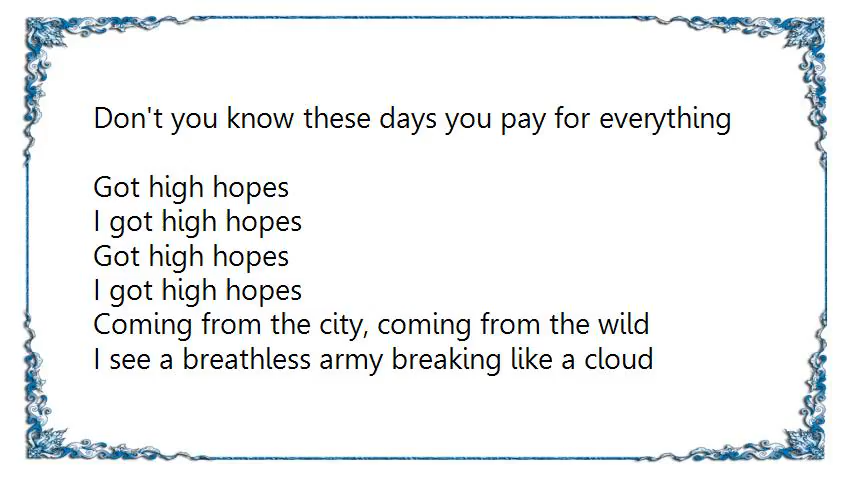 Don't you know these days you pay for everything
Got high hopes
I got high hopes
Got high hopes
I got high hopes
Coming from the city, coming from the wild
I see a breathless army breaking like a cloud